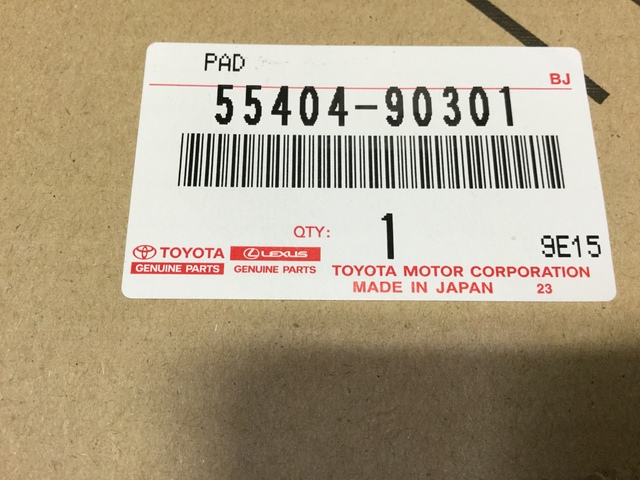 PAD
BJ
55404-90301
QTY: 1
9E15
TOYOTA
GENUINE PARTS
LEXUS
GENUINE PARTS
TOYOTA MOTOR CORPORATION
MADE IN JAPAN 23